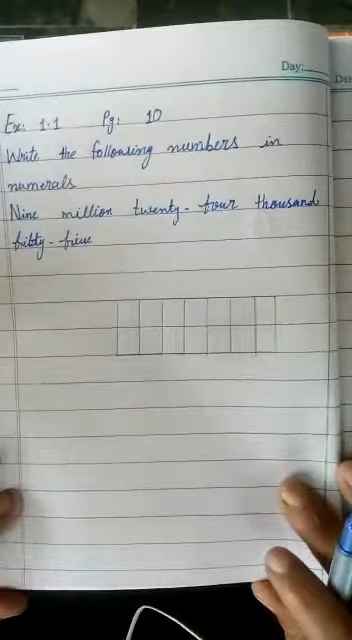 Day:
Dat
Ex: 1.1 Pg: 10
Write the following numbers in
numerals
Nine million twenty-four thousand
fifty-five